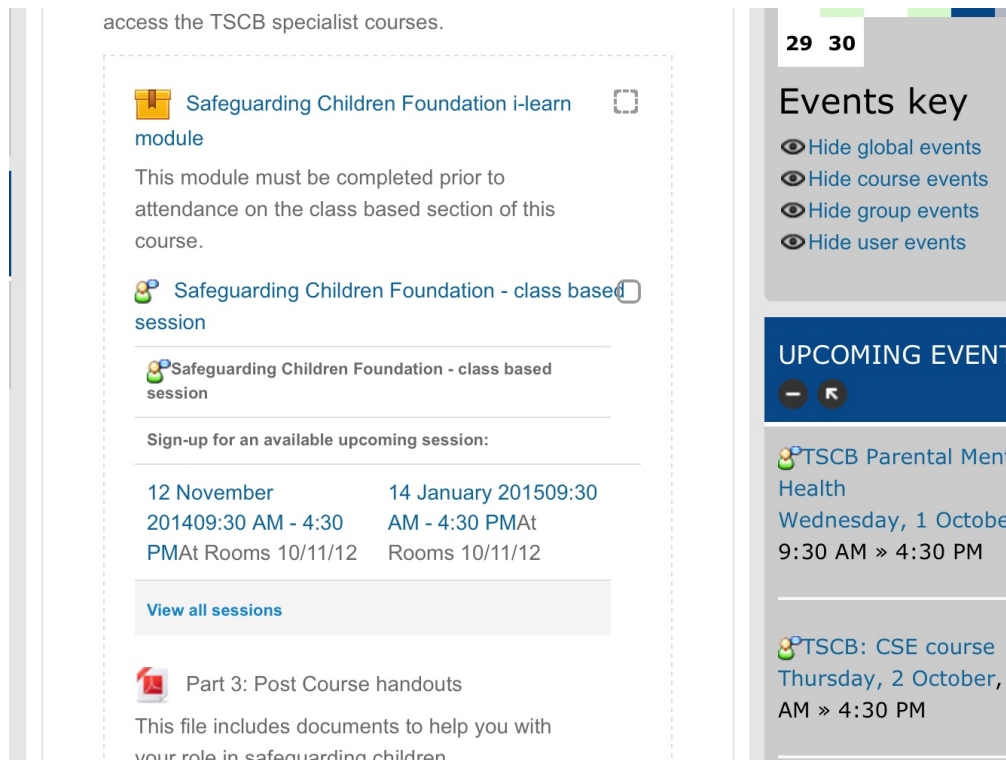 access the TSCB specialist courses.
Safeguarding Children Foundation i-learn
module
This module must be completed prior to
attendance on the class based section of this
course.
Safeguarding Children Foundation - class based
session
Safeguarding Children Foundation - class based
session
Sign-up for an available upcoming session:
12 November
201409:30 AM - 4:30
PMAt Rooms 10/11/12
14 January 201509:30
AM - 4:30 PMAt
Rooms 10/11/12
View all sessions
Part 3: Post Course handouts
This file includes documents to help you with
your role in safeguarding children
29 30
Events key
Hide global events
Hide course events
Hide group events
Hide user events
UPCOMING EVENT
TSCB Parental Ment
Health
Wednesday, 1 Octobe
9:30 AM » 4:30 PM
TSCB: CSE course
Thursday, 2 October,
AM » 4:30 PM